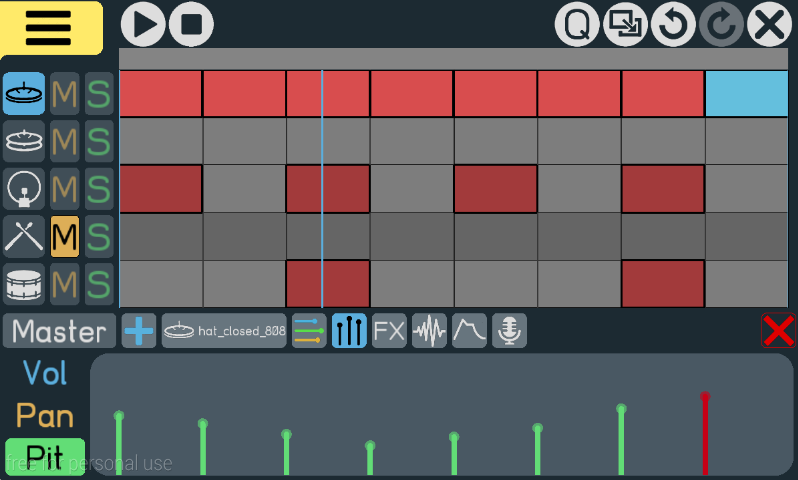 Q
M S
M S
M S
M S
M S
Master hat_closed_808 FX
Vol
Pan
Pit
free for personal use